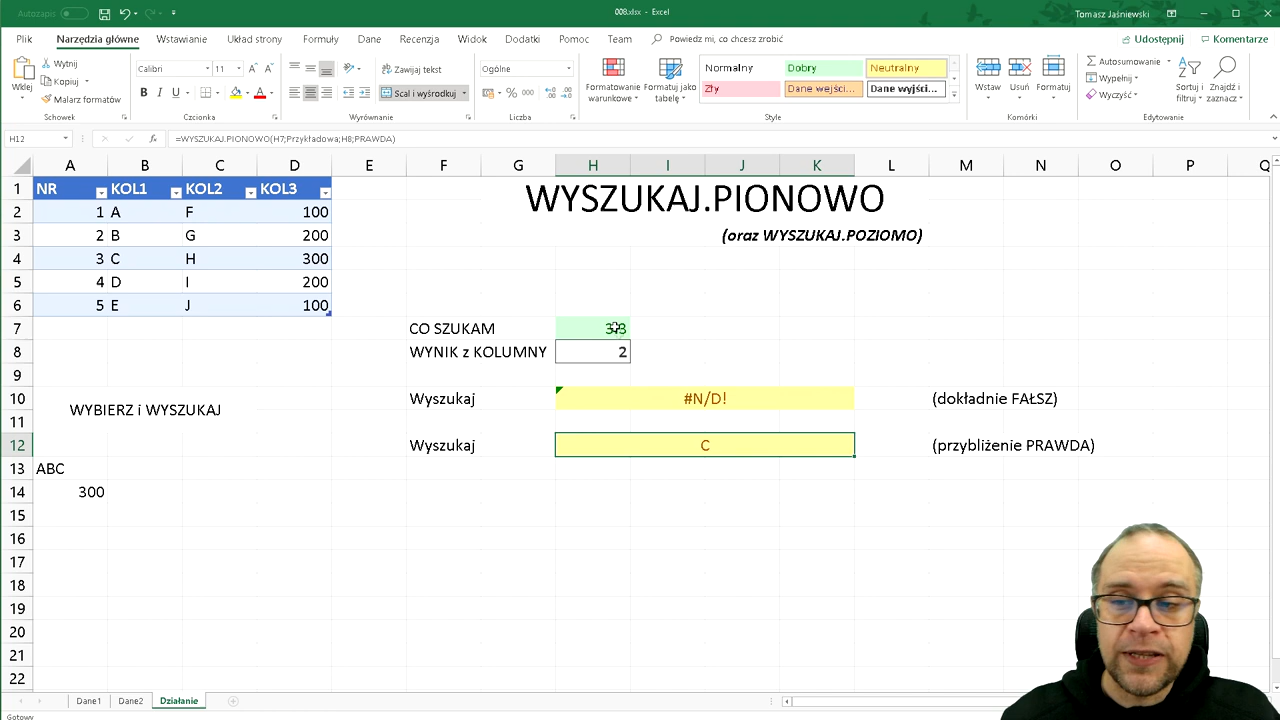 Autozapis
008.xlsx - Excel
Tomasz Jaśniewski
Plik Narzędzia główne Wstawianie Układ strony Formuły Dane Recenzja Widok Dodatki Pomoc Team Powiedz mi, co chcesz zrobić Udostępnij Komentarze
Wklej
Wytnij
Kopiuj
Malarz formatów
Schowek
Calibri 11
B I U
Czcionka
Zawijaj tekst
Scal i wyśrodkuj
Wyrównanie
Ogólne
% 000
Liczba
Formatowanie warunkowe
Formatuj jako tabelę
Normalny Dobry Neutralny
Zły Dane wejści... Dane wyjści...
Style
Wstaw Usuń Formatuj
Komórki
Autosumowanie
Wypełnij
Wyczyść
Sortuj i filtruj
Znajdź i zaznacz
Edytowanie
H12 fx =WYSZUKAJ.PIONOWO(H7;Przykładowa;H8;PRAWDA)
A B C D E F G H I J K L M N O P Q
1 NR KOL1 KOL2 KOL3 WYSZUKAJ.PIONOWO
2 1 A F 100
3 2 B G 200 (oraz WYSZUKAJ.POZIOMO)
4 3 C H 300
5 4 D I 200
6 5 E J 100
7 CO SZUKAM
8 WYNIK z KOLUMNY 2
9
10 Wyszukaj #N/D! (dokładnie FAŁSZ)
WYBIERZ i WYSZUKAJ
11
12 Wyszukaj C (przybliżenie PRAWDA)
13 ABC
14 300
15
16
17
18
19
20
21
22
Dane1 Dane2 Działanie
Gotowy